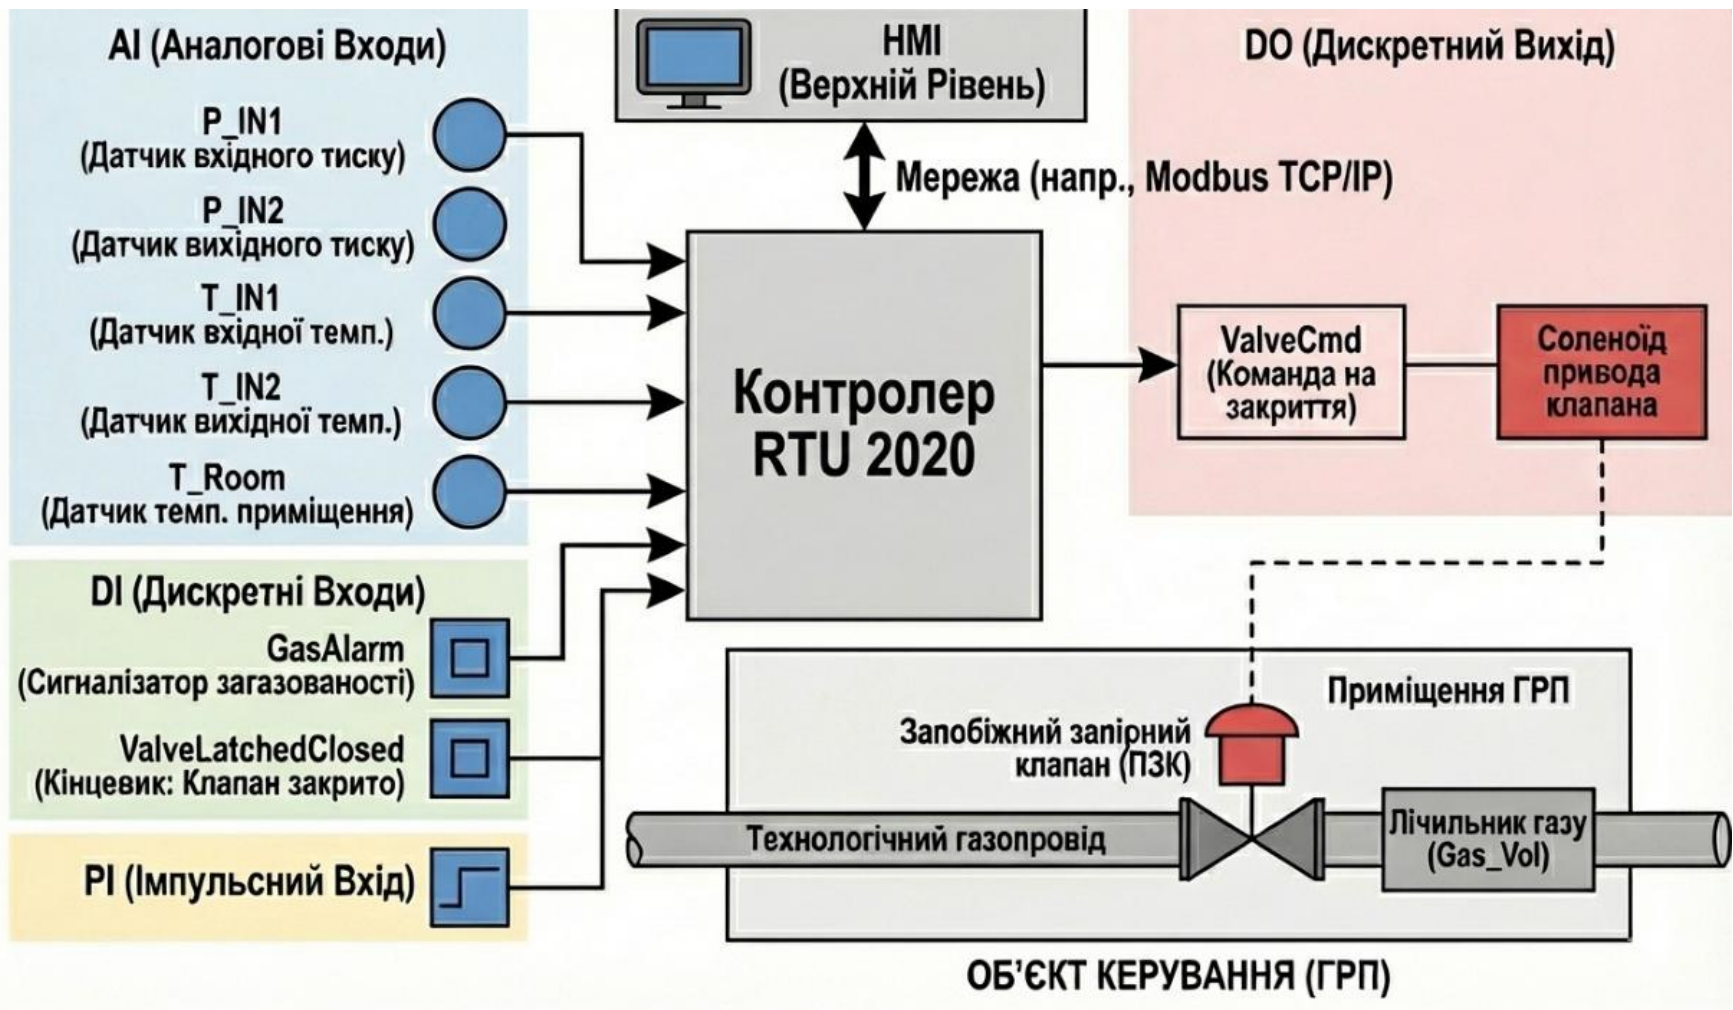 АІ (Аналогові Входи)
P_IN1
(Датчик вхідного тиску)
P_IN2
(Датчик вихідного тиску)
T_IN1
(Датчик вхідної темп.)
T_IN2
(Датчик вихідної темп.)
T_Room
(Датчик темп. приміщення)
DI (Дискретні Входи)
GasAlarm
(Сигналізатор загазованості)
ValveLatchedClosed
(Кінцевик: Клапан закрито)
PI (Імпульсний Вхід)
HMI
(Верхній Рівень)
Мережа (напр., Modbus TCP/IP)
Контролер
RTU 2020
DO (Дискретний Вихід)
ValveCmd
(Команда на
закриття)
Соленоїд
привода
клапана
Приміщення ГРП
Запобіжний запірний
клапан (ПЗК)
Технологічний газопровід
Лічильник газу
(Gas_Vol)
ОБ'ЄКТ КЕРУВАННЯ (ГРП)